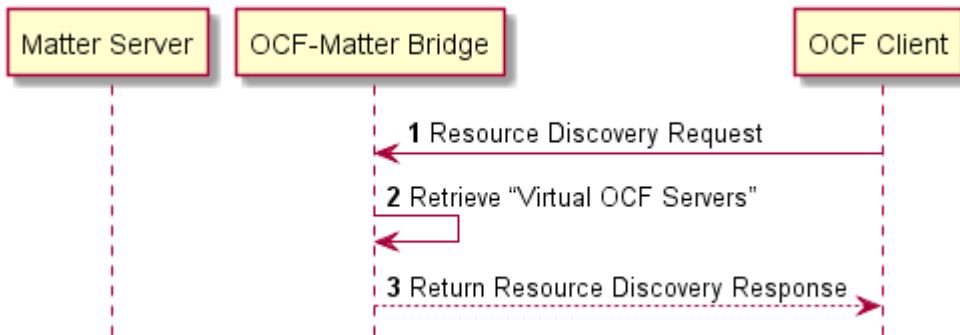 Matter Server
OCF-Matter Bridge
OCF Client
1 Resource Discovery Request
2 Retrieve “Virtual OCF Servers”
3 Return Resource Discovery Response